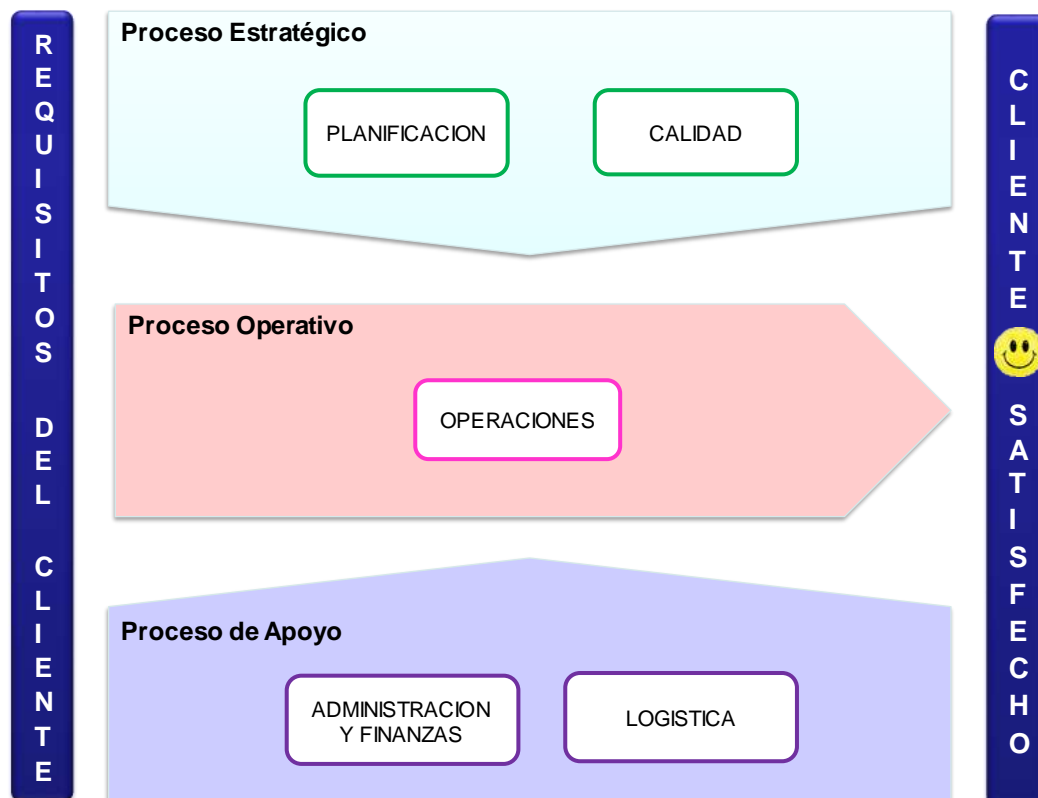 REQUISITOS DEL CLIENTE
Proceso Estratégico
PLANIFICACION
CALIDAD
Proceso Operativo
OPERACIONES
Proceso de Apoyo
ADMINISTRACION
Y FINANZAS
LOGISTICA
CLIENTE SATISFECHO